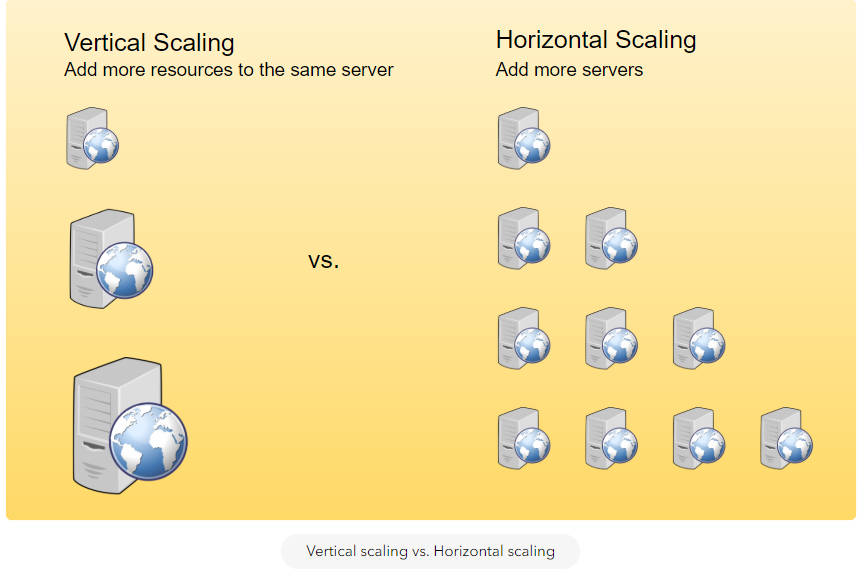 Vertical Scaling
Add more resources to the same server
vs.
Horizontal Scaling
Add more servers
Vertical scaling vs. Horizontal scaling